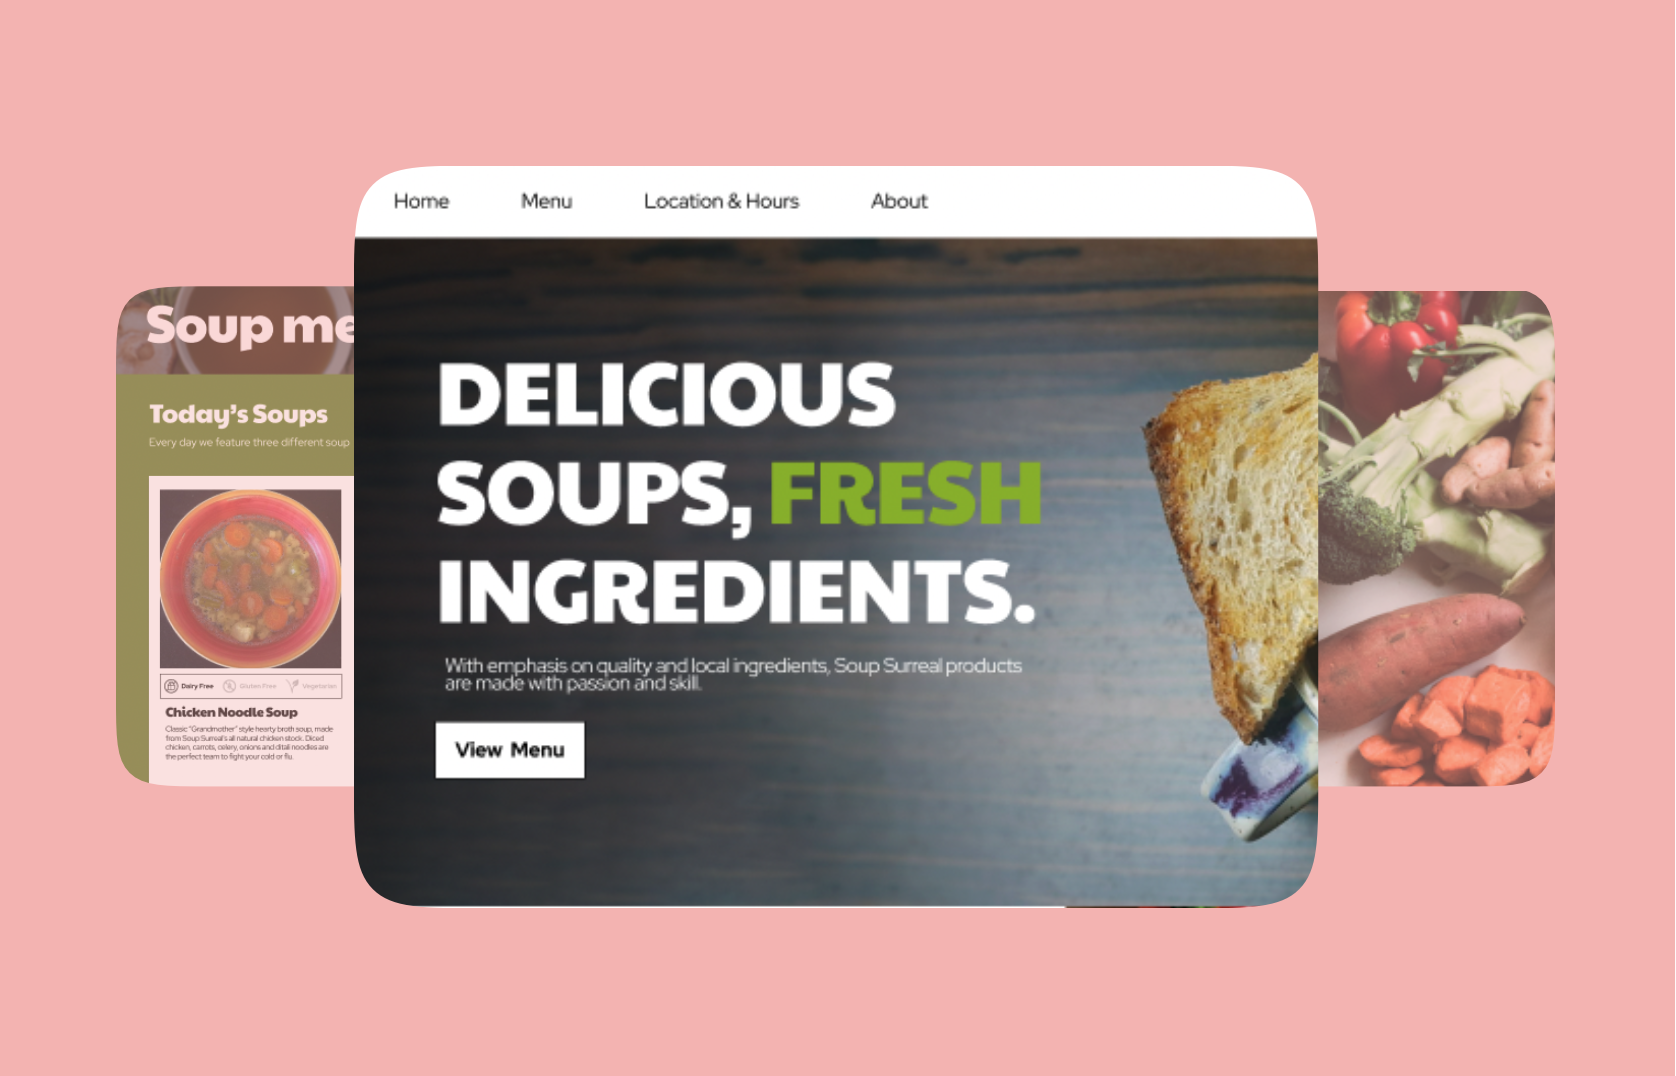 Home Menu Location & Hours About
DELICIOUS
SOUPS, FRESH
INGREDIENTS.
With emphasis on quality and local ingredients, Soup Surreal products
are made with passion and skill.
View Menu
Soup me
Today's Soups
Every day we feature three different soup
Dairy Free Gluten Free Vegetarian
Chicken Noodle Soup
Classic "Grandmother" style hearty broth soup, made
from Soup Surreal's all natural chicken stock. Diced
chicken, carrots, celery, onions and ditali noodles are
the perfect team to fight your cold or flu.